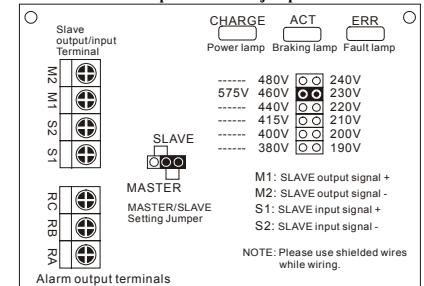 CHARGE ACT ERR
Power lamp Braking lamp Fault lamp
Slave
output/input
Terminal
M2
M1
S2
S1
------ 480V 240V
575V 460V 230V
------ 440V 220V
------ 415V 210V
------ 400V 200V
------ 380V 190V
SLAVE
MASTER
MASTER/SLAVE
Setting Jumper
M1: SLAVE output signal +
M2: SLAVE output signal -
S1: SLAVE input signal +
S2: SLAVE input signal -
RC
RB
RA
NOTE: Please use shielded wires
while wiring.
Alarm output terminals